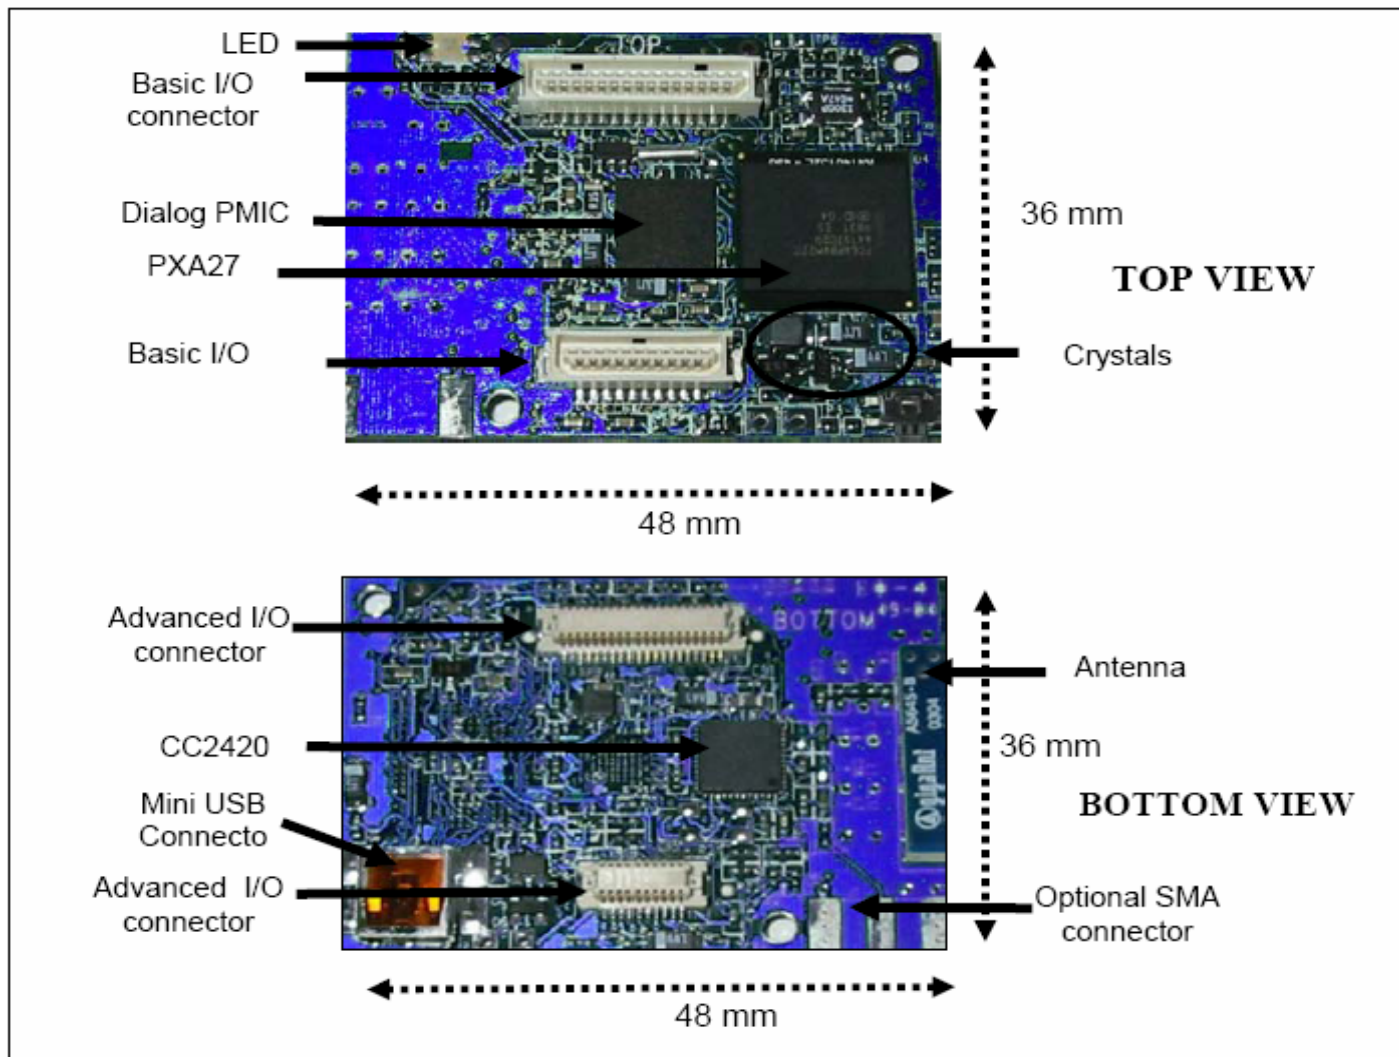 LED
TOP
Basic I/O
connector
Dialog PMIC
PXA27
36 mm
TOP VIEW
Basic I/O
Crystals
48 mm
Advanced I/O
connector
BOTTOM
Antenna
CC2420
36 mm
Mini USB
Connecto
BOTTOM VIEW
Advanced I/O
connector
Optional SMA
connector
48 mm